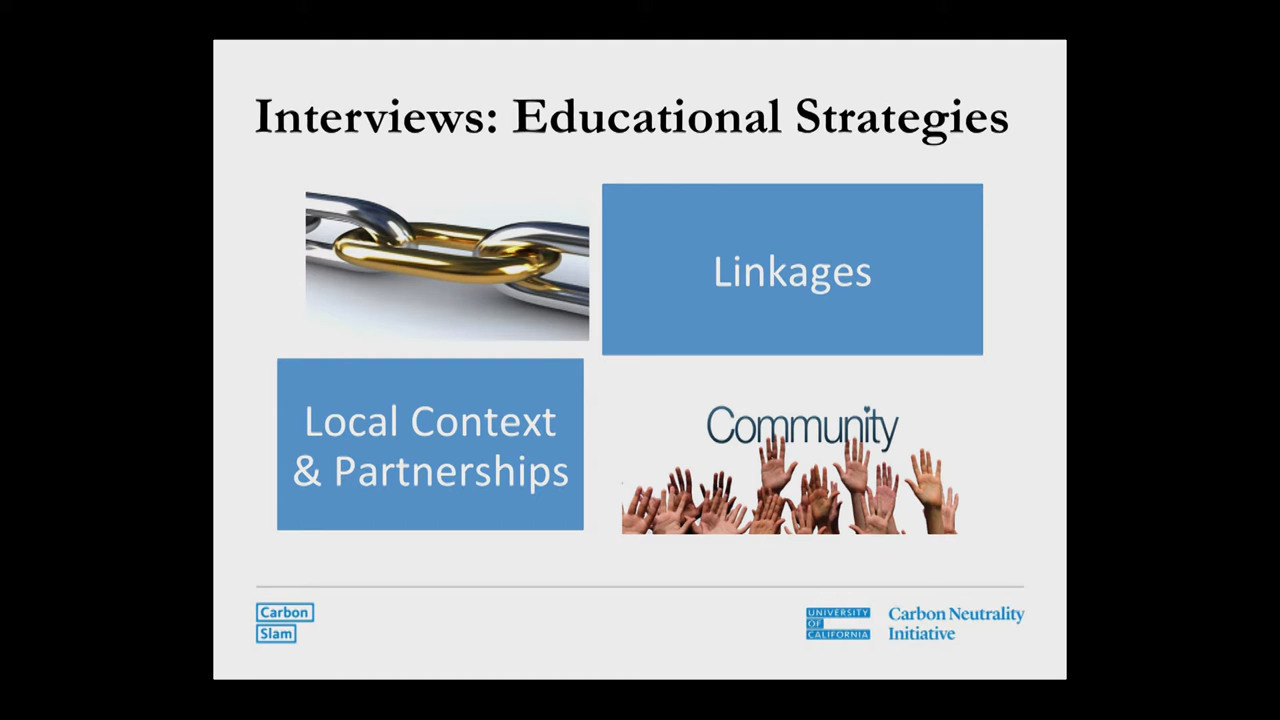 Interviews: Educational Strategies
Linkages
Local Context
& Partnerships
Community
Carbon
Slam
UNIVERSITY
OF
CALIFORNIA
Carbon Neutrality
Initiative